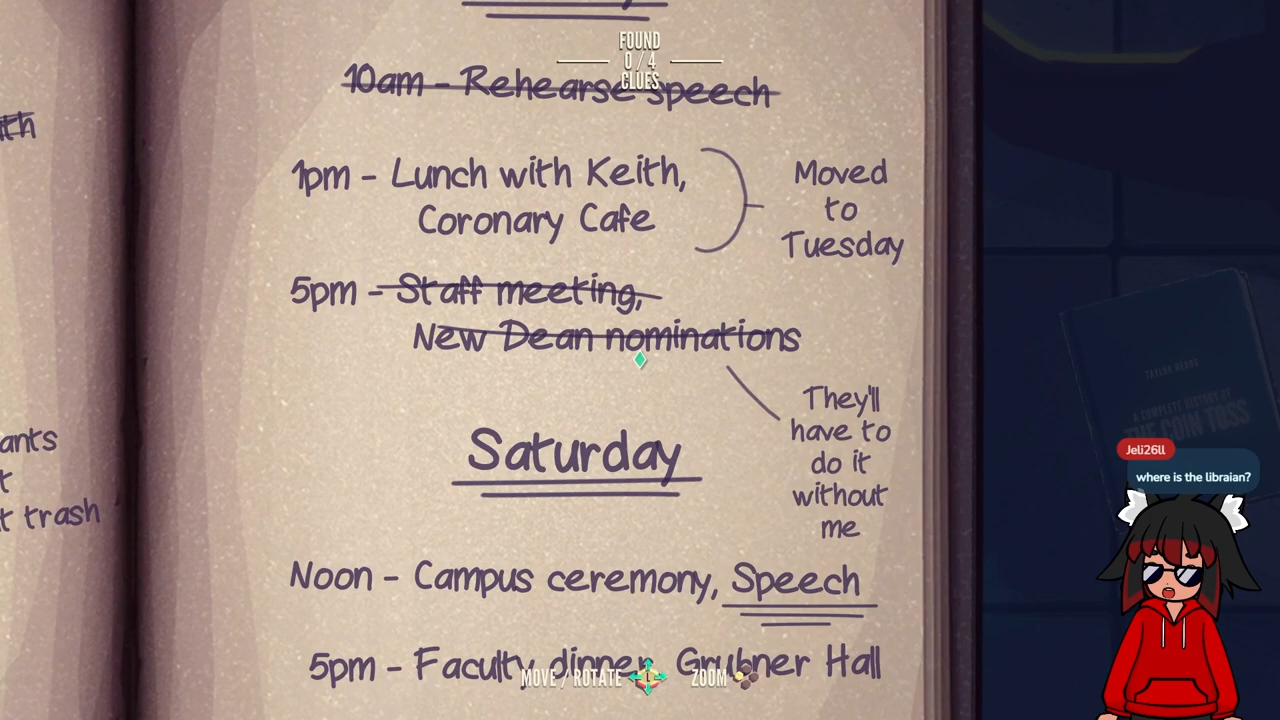 FOUND
0 / 4
CLUES
10am - Rehearse speech
1pm - Lunch with Keith,
Coronary Cafe
Moved
to
Tuesday
5pm - Staff meeting,
New Dean nominations
They'll
have to
do it
without
me
Saturday
Noon - Campus ceremony, Speech
5pm - Faculty dinner, Grubner Hall
MOVE / ROTATE L ZOOM
ants
t trash
A COMPLETE HISTORY OF
THE COIN TOSS
Jeli26ll
where is the libraian?